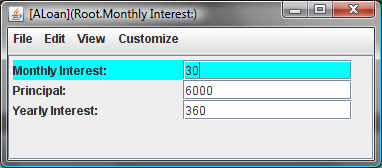 [ALoan](Root.Monthly Interest:)
File Edit View Customize
Monthly Interest: 30
Principal: 6000
Yearly Interest: 360